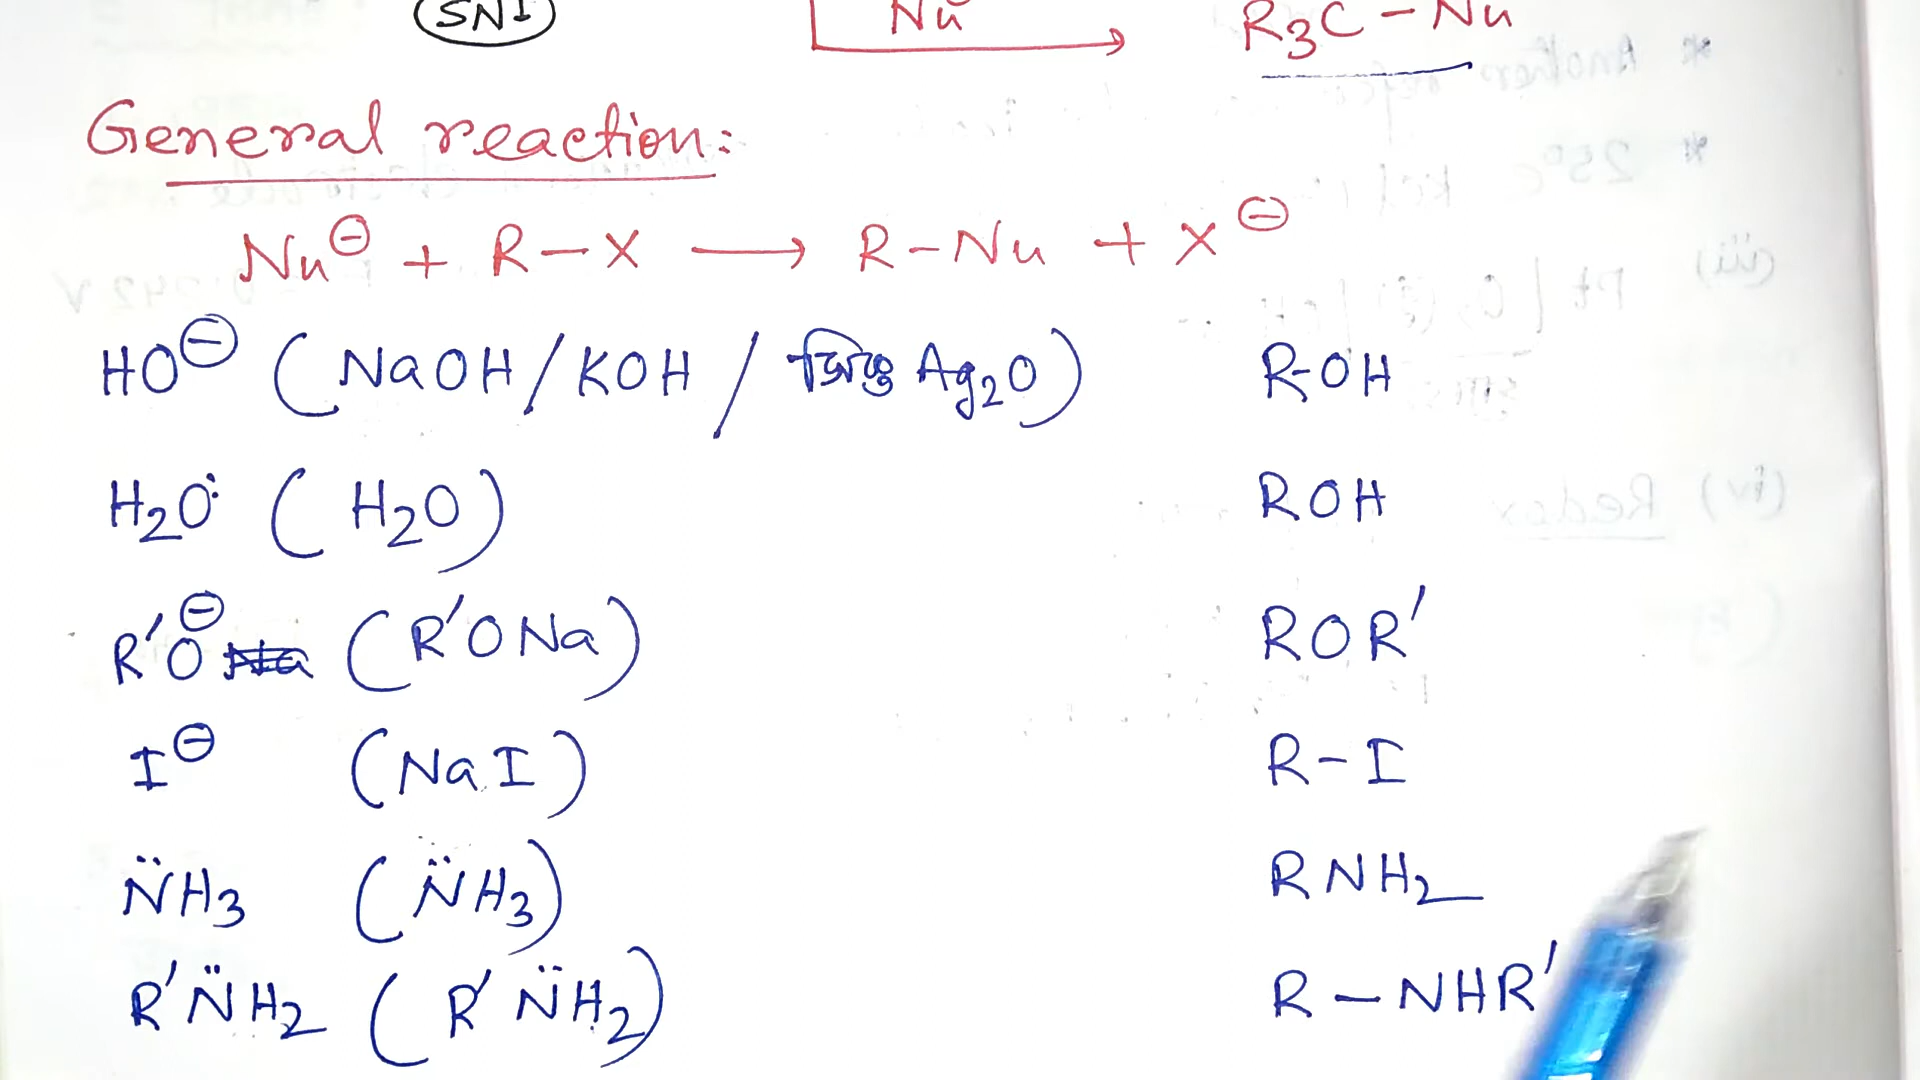 SN1 Nu R3C - Nu
General reaction:
Nu⊖ + R-X ⟶ R-Nu + X⊖
HO⊖ (NaOH/KOH/সিক্ত Ag2O) R-OH
H2O: (H2O) ROH
R'O⊖ (R'ONa) ROR'
I⊖ (NaI) R-I
N̈H3 (N̈H3) RNH2
R'N̈H2 (R'N̈H2) R-NHR'